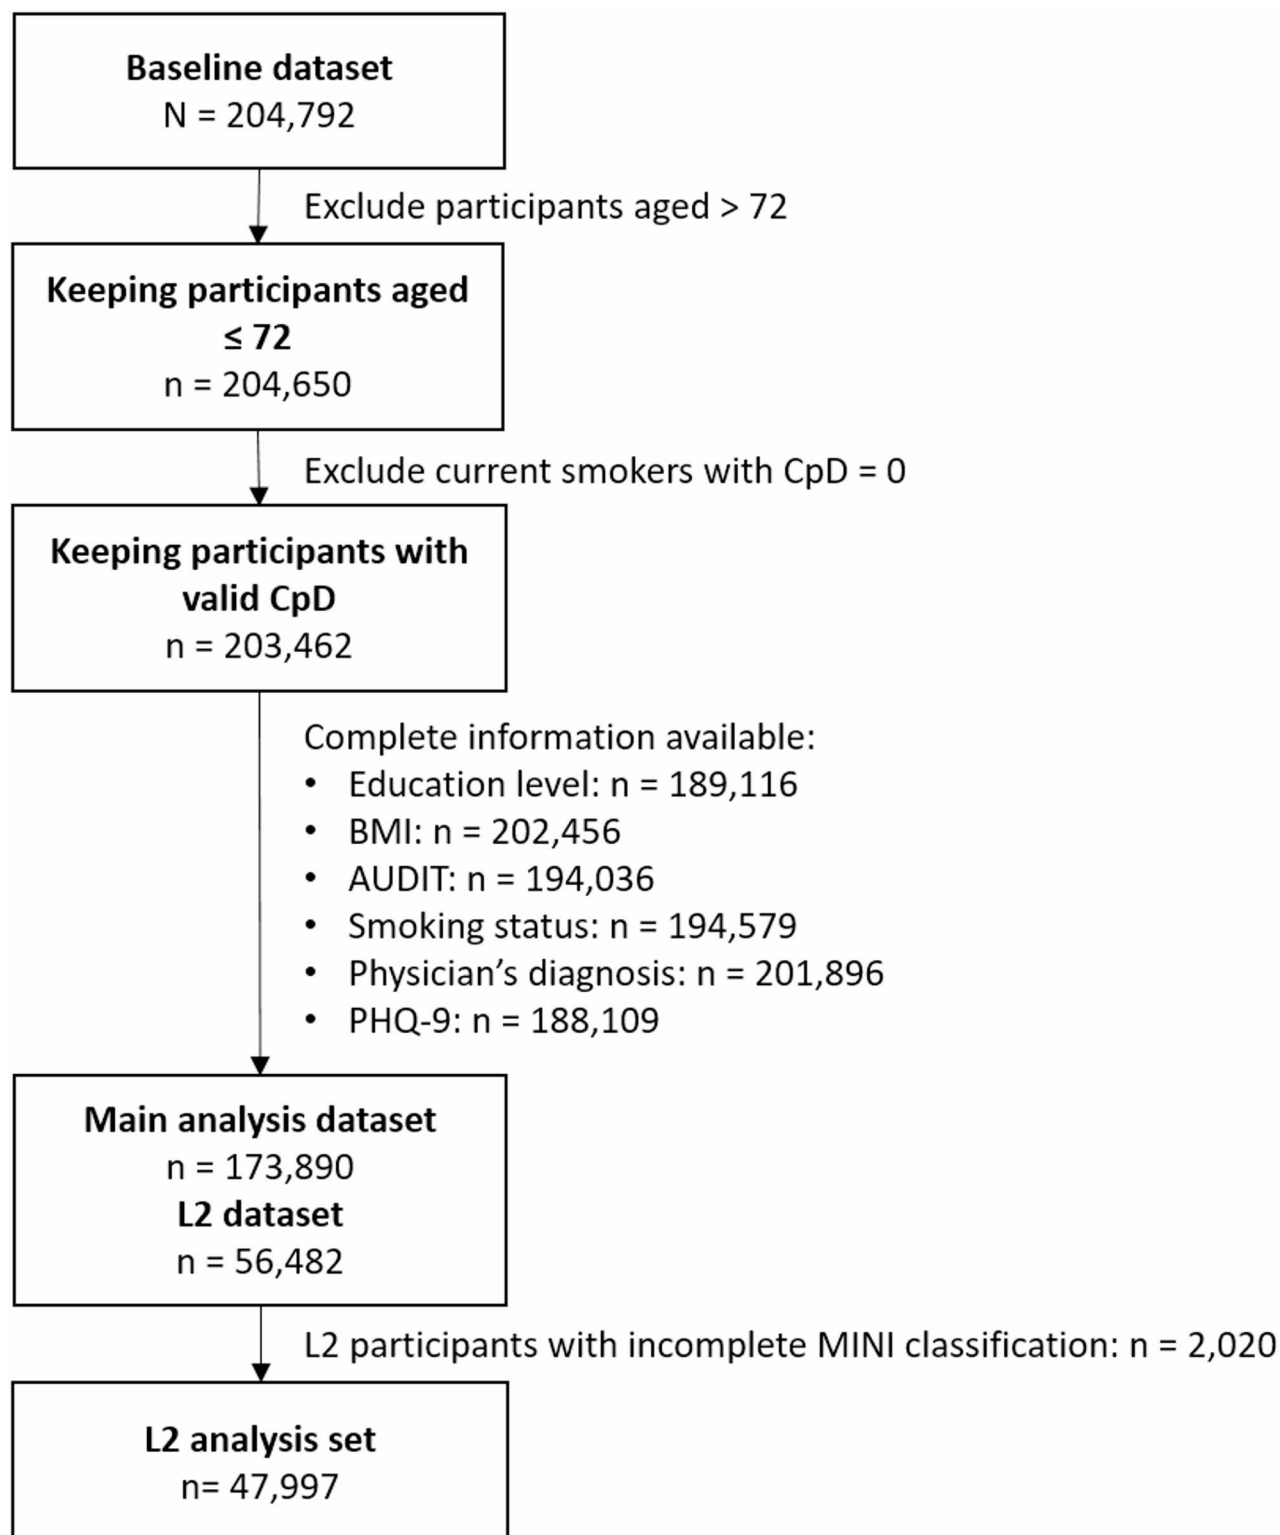 Baseline dataset
N = 204,792
Exclude participants aged > 72
Keeping participants aged
≤ 72
n = 204,650
Exclude current smokers with CpD = 0
Keeping participants with
valid CpD
n = 203,462
Complete information available:
• Education level: n = 189,116
• BMI: n = 202,456
• AUDIT: n = 194,036
• Smoking status: n = 194,579
• Physician’s diagnosis: n = 201,896
• PHQ-9: n = 188,109
Main analysis dataset
n = 173,890
L2 dataset
n = 56,482
L2 participants with incomplete MINI classification: n = 2,020
L2 analysis set
n= 47,997